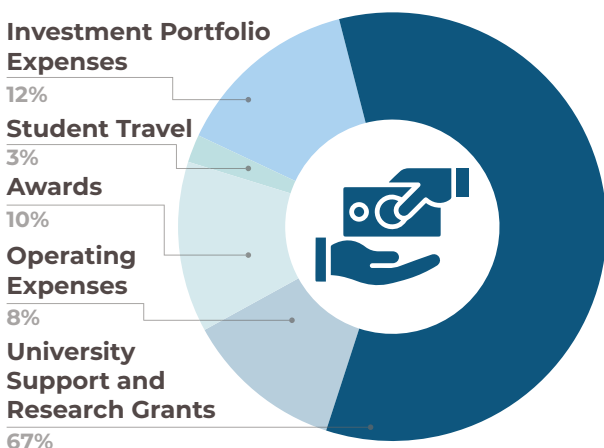 Investment Portfolio
Expenses
12%
Student Travel
3%
Awards
10%
Operating
Expenses
8%
University
Support and
Research Grants
67%